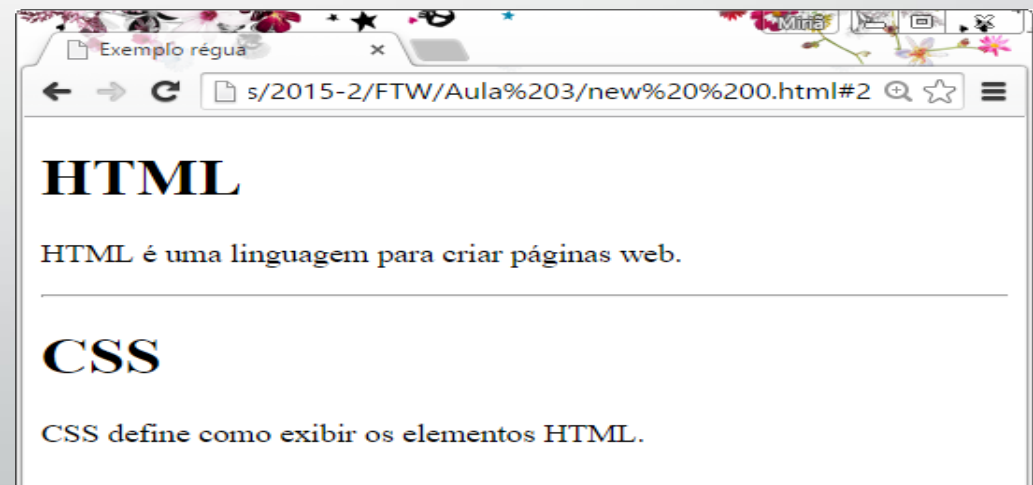 Miriã
Exemplo régua
s/2015-2/FTW/Aula%203/new%20%200.html#2
HTML
HTML é uma linguagem para criar páginas web.
CSS
CSS define como exibir os elementos HTML.